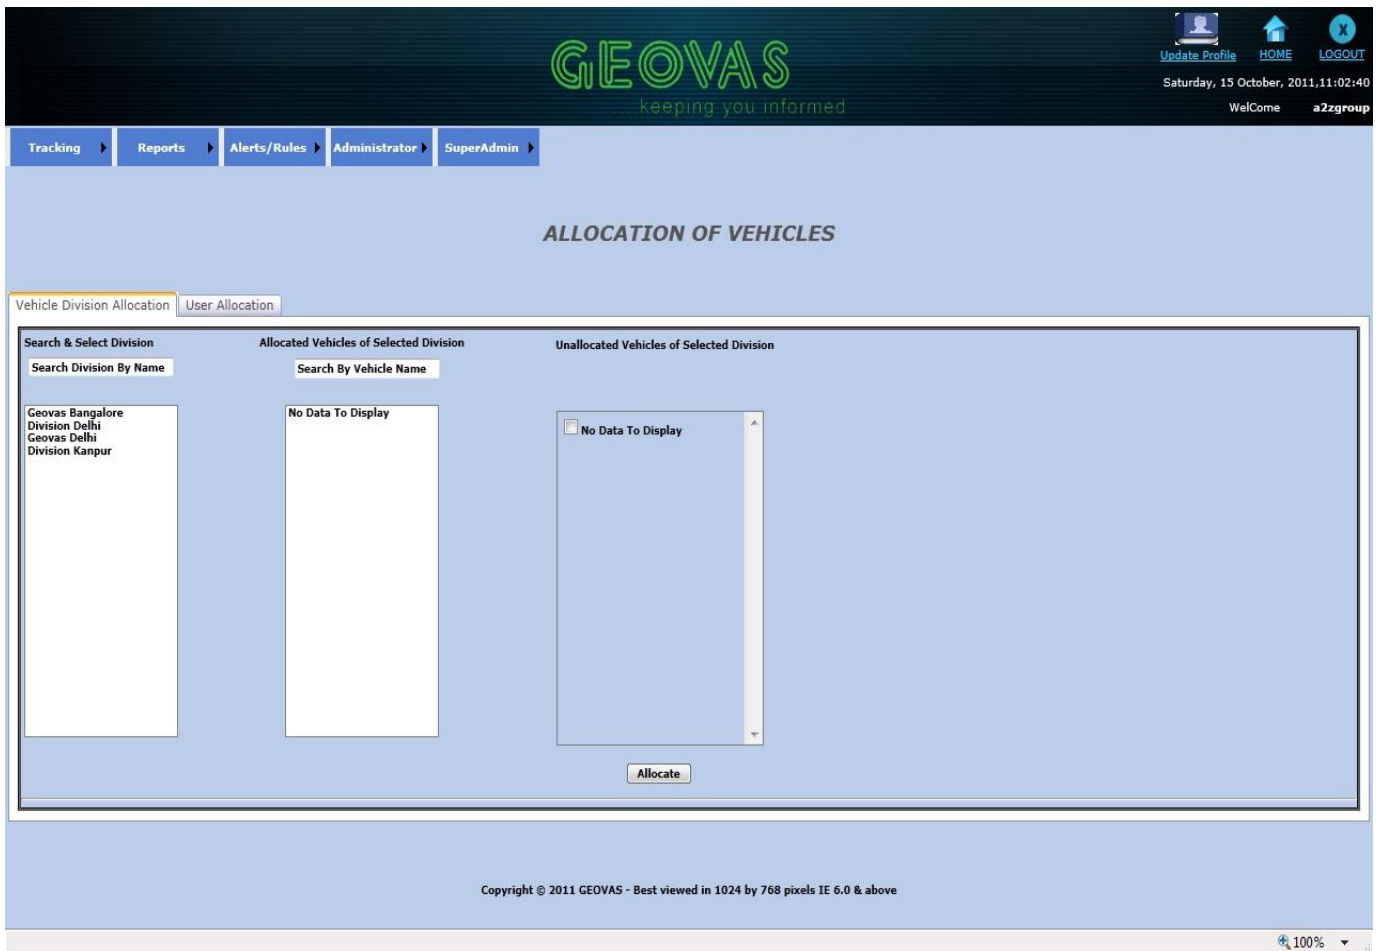 GEOVAS
...keeping you informed
Update Profile HOME LOGOUT
Saturday, 15 October, 2011,11:02:40
WelCome a2zgroup
Tracking Reports Alerts/Rules Administrator SuperAdmin
ALLOCATION OF VEHICLES
Vehicle Division Allocation User Allocation
Search & Select Division
Search Division By Name
Geovas Bangalore
Division Delhi
Geovas Delhi
Division Kanpur
Allocated Vehicles of Selected Division
Search By Vehicle Name
No Data To Display
Unallocated Vehicles of Selected Division
No Data To Display
Allocate
Copyright © 2011 GEOVAS - Best viewed in 1024 by 768 pixels IE 6.0 & above
100%